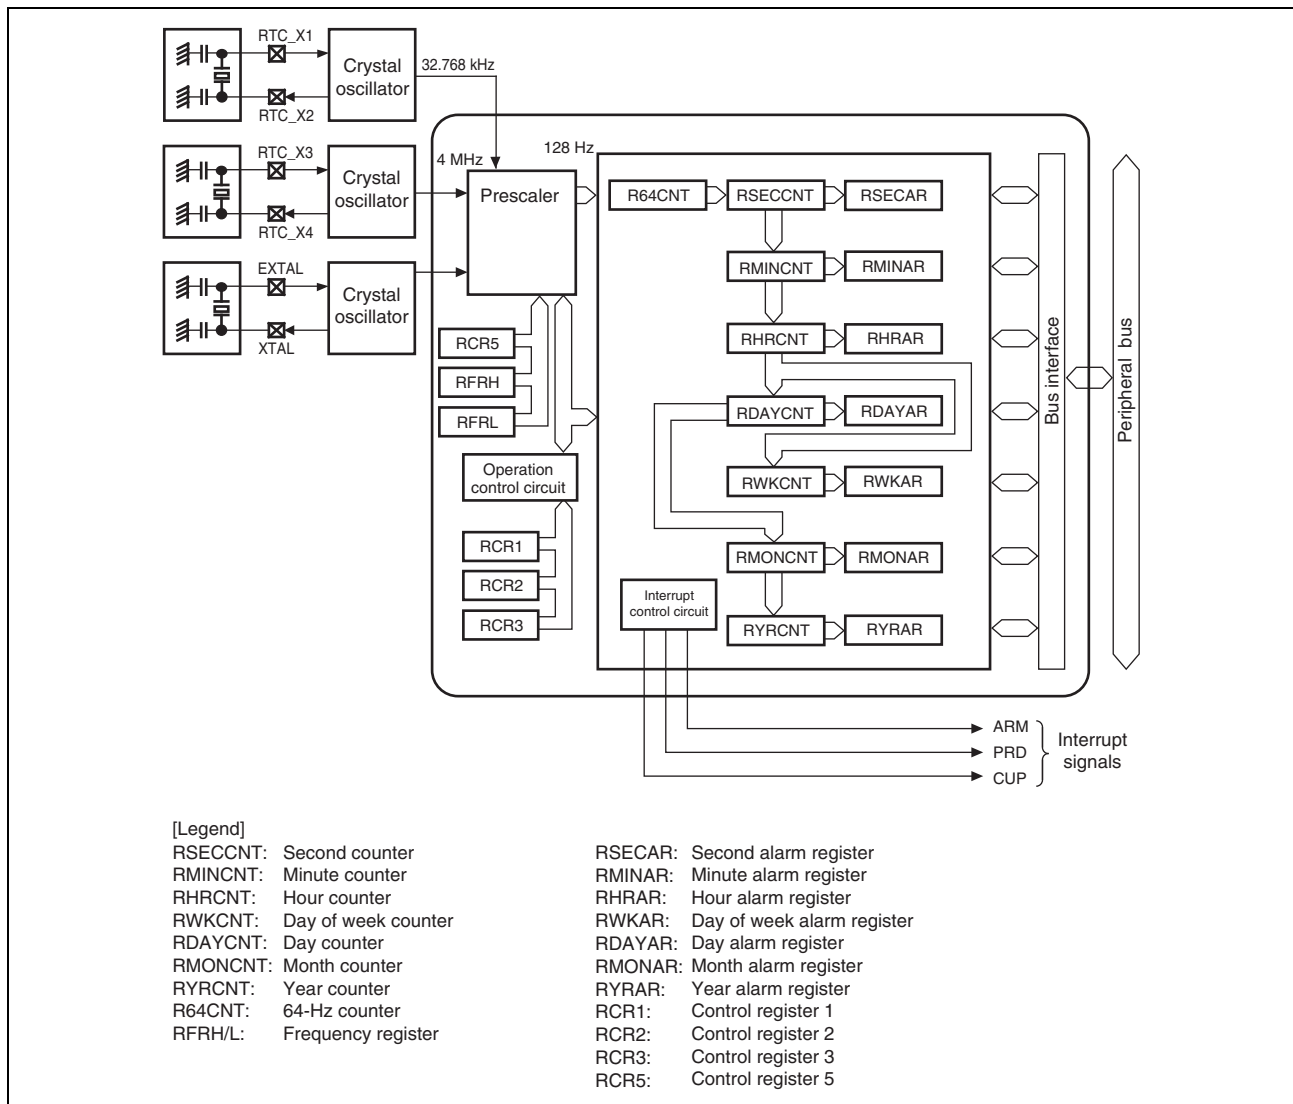 RTC_X1
Crystal
oscillator
32.768 kHz
RTC_X2
RTC_X3
Crystal
oscillator
4 MHz
RTC_X4
EXTAL
Crystal
oscillator
XTAL
128 Hz
Prescaler
R64CNT
RSECCNT
RSECAR
RMINCNT
RMINAR
RHRCNT
RHRAR
RDAYCNT
RDAYAR
RWKCNT
RWKAR
RMONCNT
RMONAR
RYRCNT
RYRAR
RCR5
RFRH
RFRL
Operation
control circuit
RCR1
RCR2
RCR3
Interrupt
control circuit
Bus interface
Peripheral bus
ARM
PRD
CUP
Interrupt
signals
[Legend]
RSECCNT: Second counter
RMINCNT: Minute counter
RHRCNT: Hour counter
RWKCNT: Day of week counter
RDAYCNT: Day counter
RMONCNT: Month counter
RYRCNT: Year counter
R64CNT: 64-Hz counter
RFRH/L: Frequency register
RSECAR: Second alarm register
RMINAR: Minute alarm register
RHRAR: Hour alarm register
RWKAR: Day of week alarm register
RDAYAR: Day alarm register
RMONAR: Month alarm register
RYRAR: Year alarm register
RCR1: Control register 1
RCR2: Control register 2
RCR3: Control register 3
RCR5: Control register 5